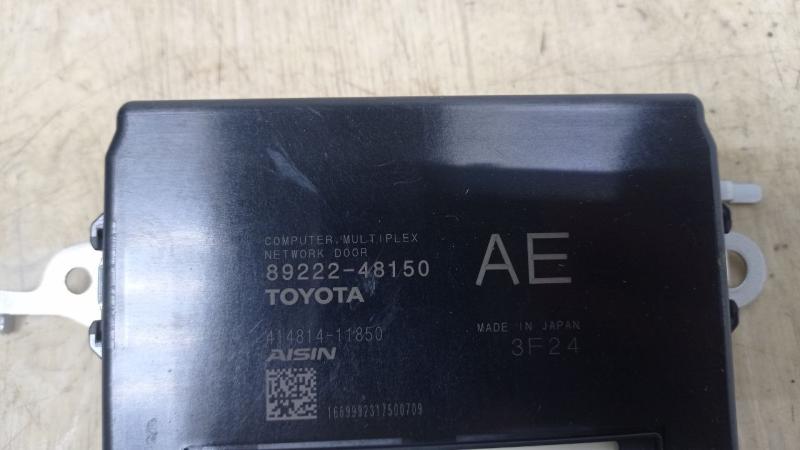 COMPUTER, MULTIPLEX
NETWORK DOOR
89222-48150
TOYOTA
AE
414814-11850
AISIN
MADE IN JAPAN
3F24
1669992317500709